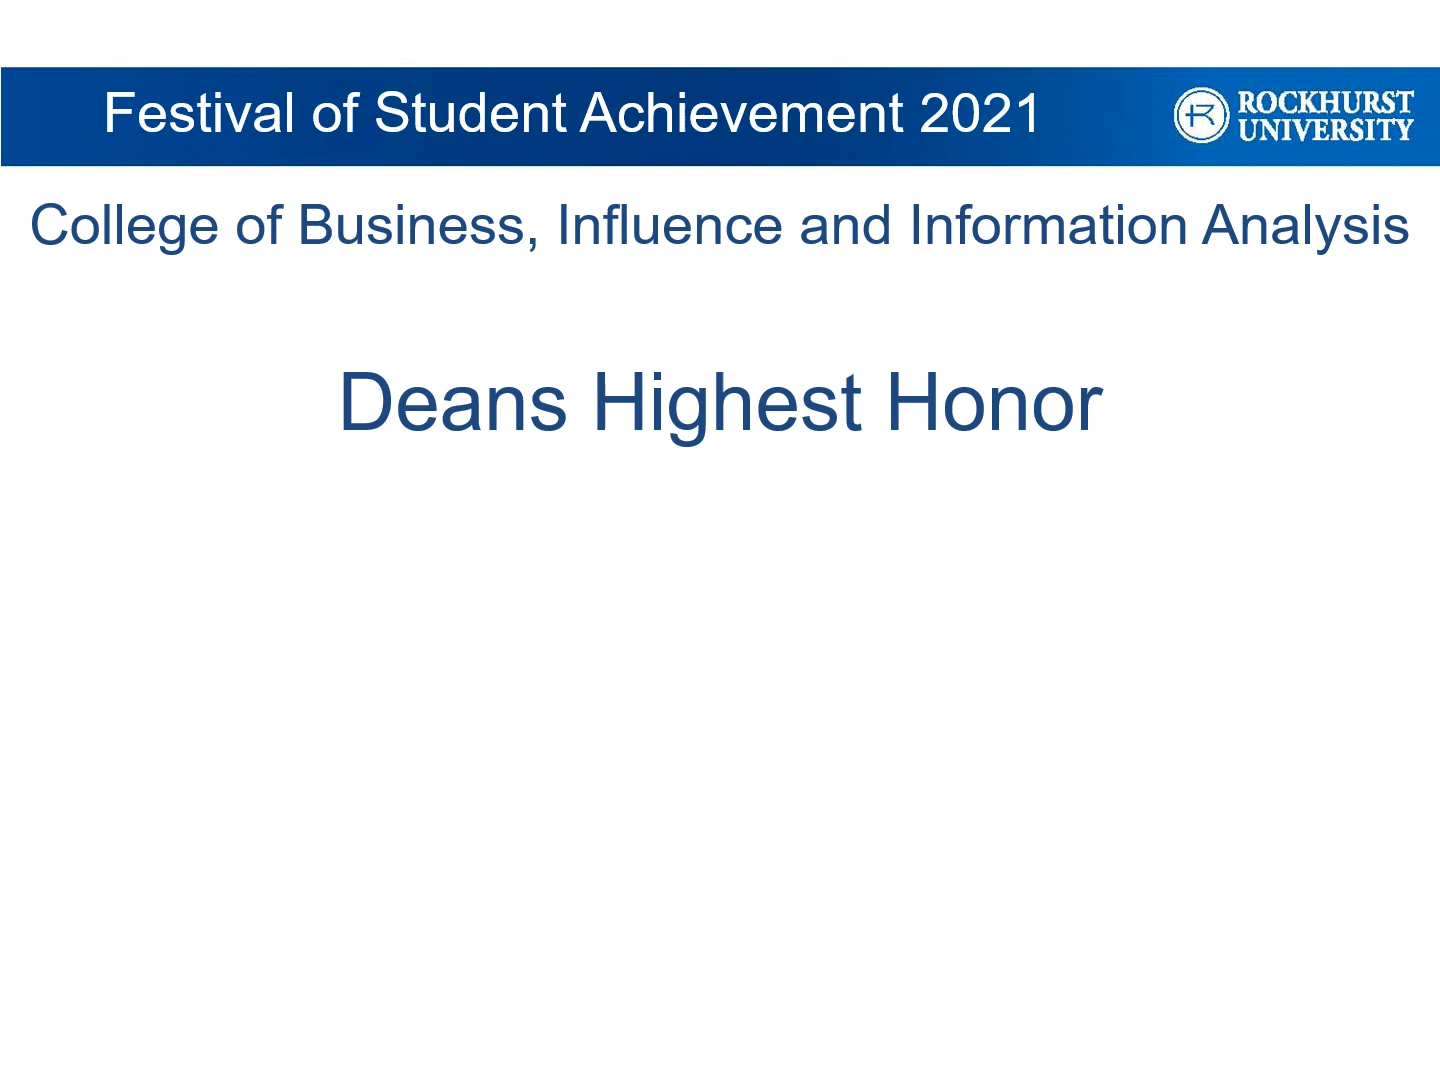 Festival of Student Achievement 2021
ROCKHURST
UNIVERSITY
College of Business, Influence and Information Analysis
Deans Highest Honor